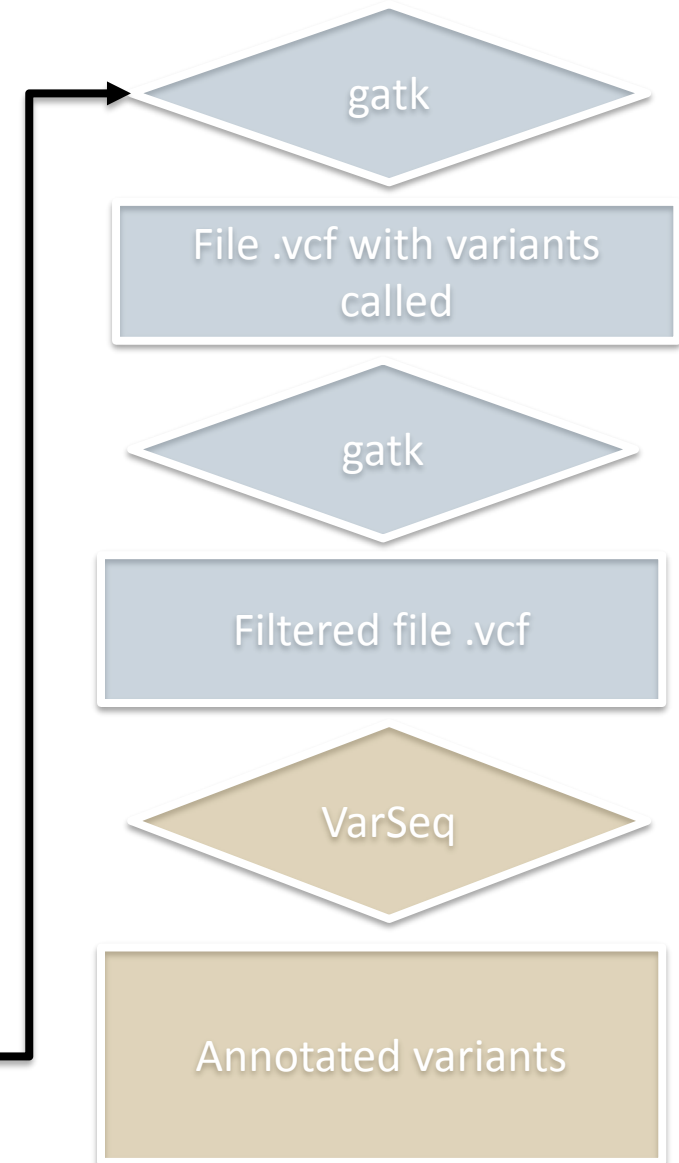 gatk
File .vcf with variants
called
gatk
Filtered file .vcf
VarSeq
Annotated variants